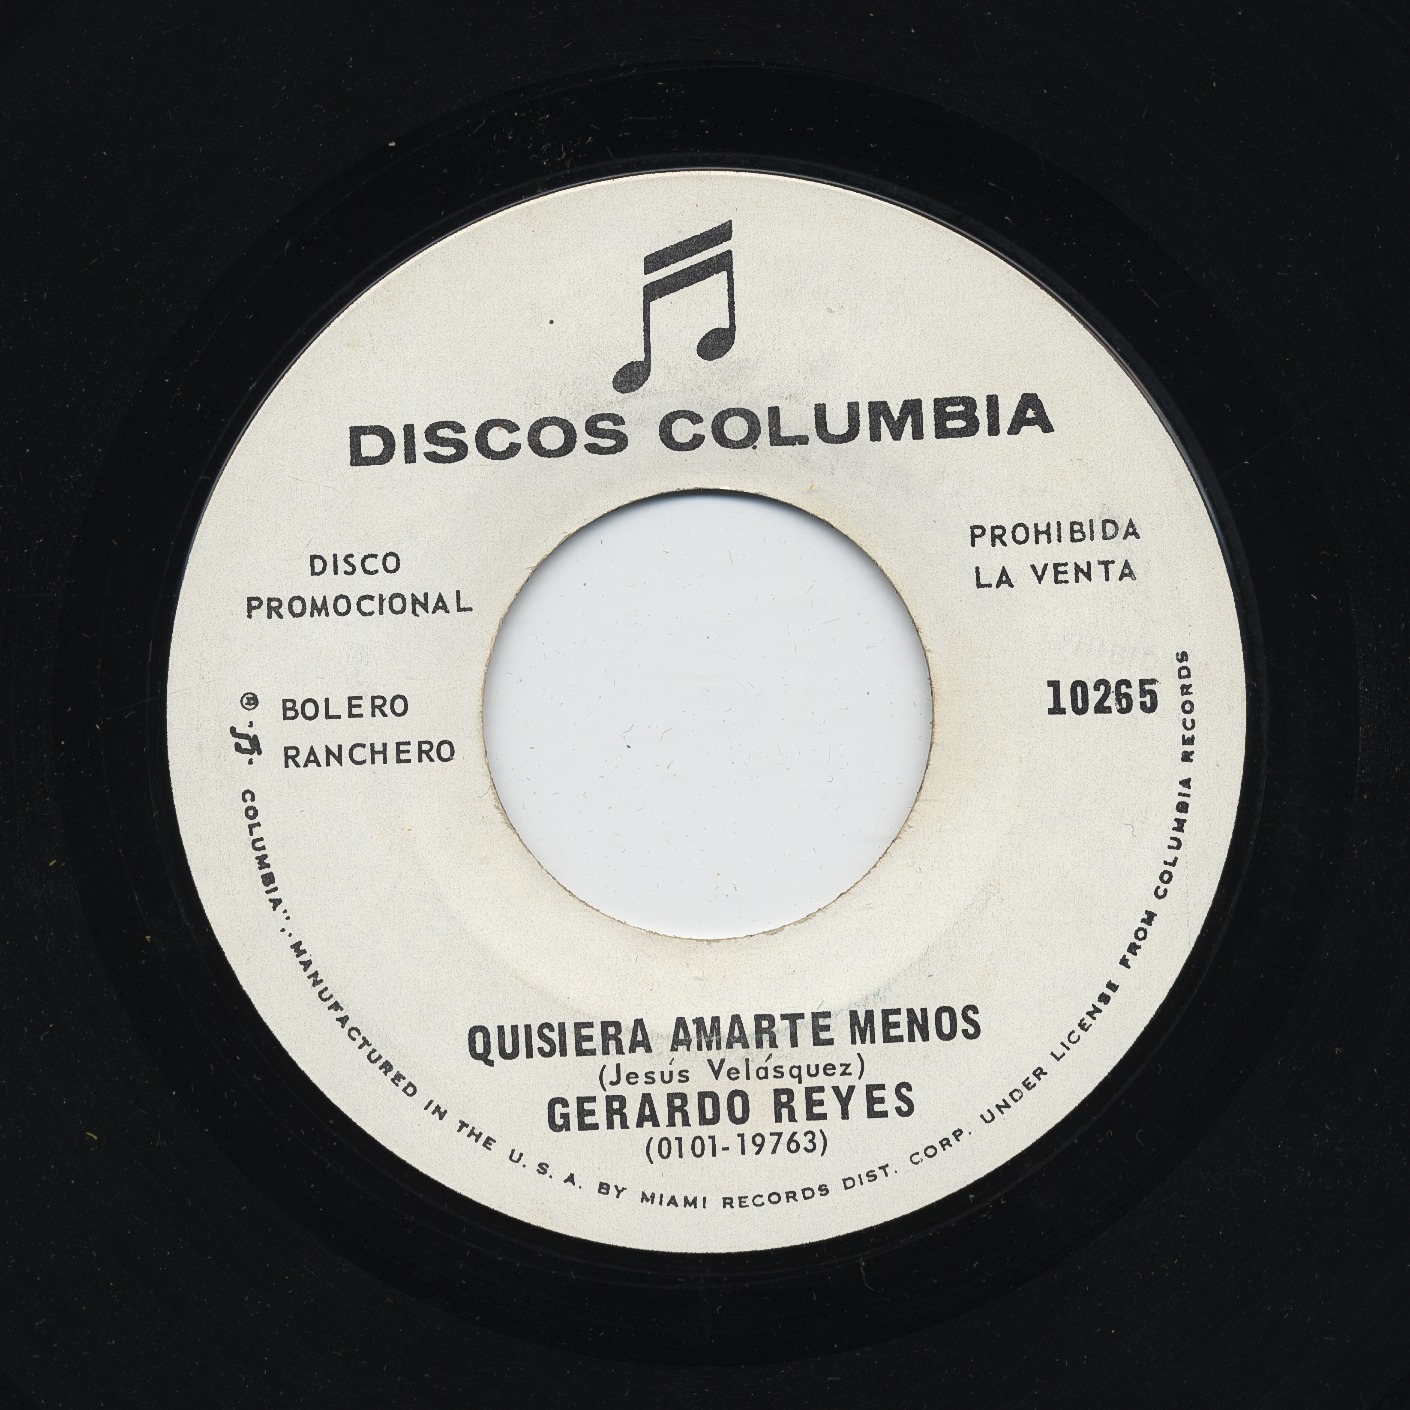 DISCOS COLUMBIA
DISCO
PROMOCIONAL
PROHIBIDA
LA VENTA
BOLERO
RANCHERO
10265
QUISIERA AMARTE MENOS
(Jesús Velásquez)
GERARDO REYES
(0101-19763)
® COLUMBIA", MANUFACTURED IN THE U. S. A. BY MIAMI RECORDS DIST. CORP. UNDER LICENSE FROM COLUMBIA RECORDS